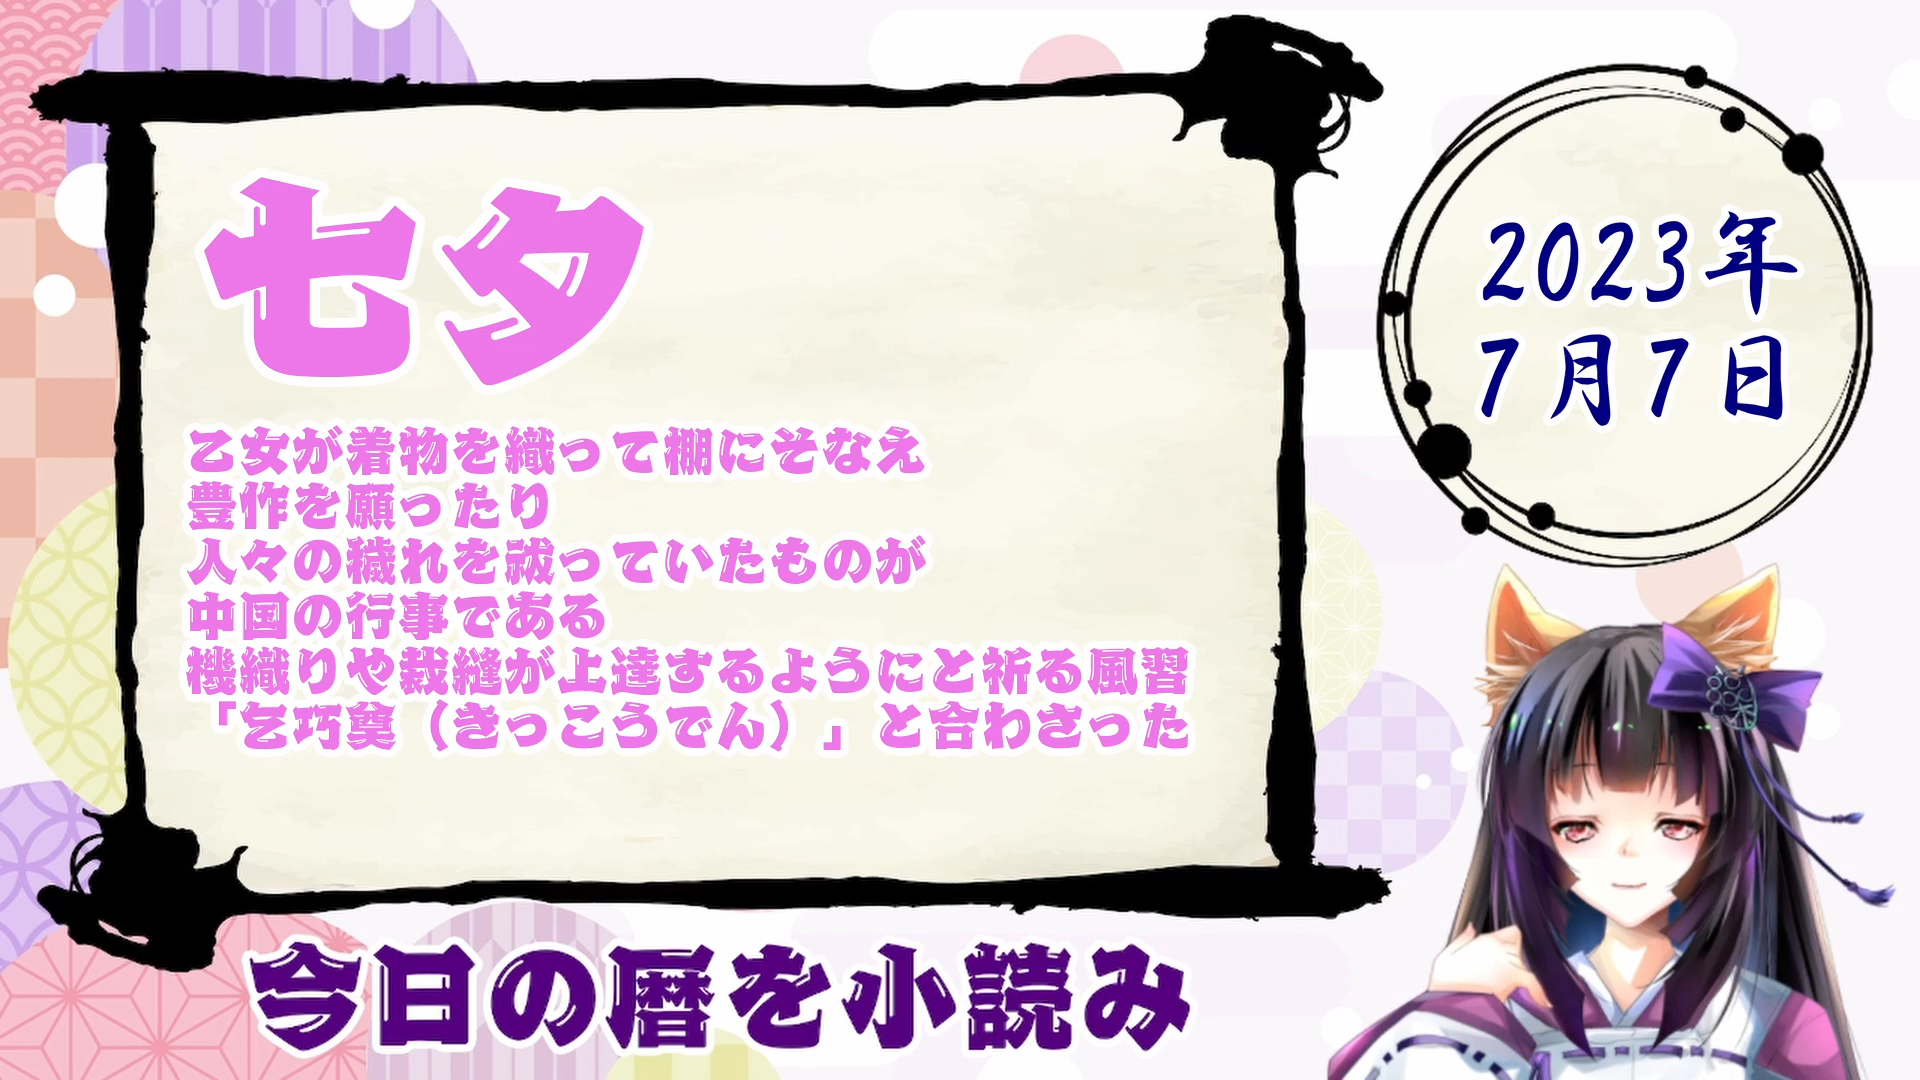 七夕
乙女が着物を織って棚にそなえ
豊作を願ったり
人々の穢れを祓っていたものが
中国の行事である
機織りや裁縫が上達するようにと祈る風習
「乞巧奠（きっこうでん）」と合わさった
2023年
7月7日
今日の暦を小読み